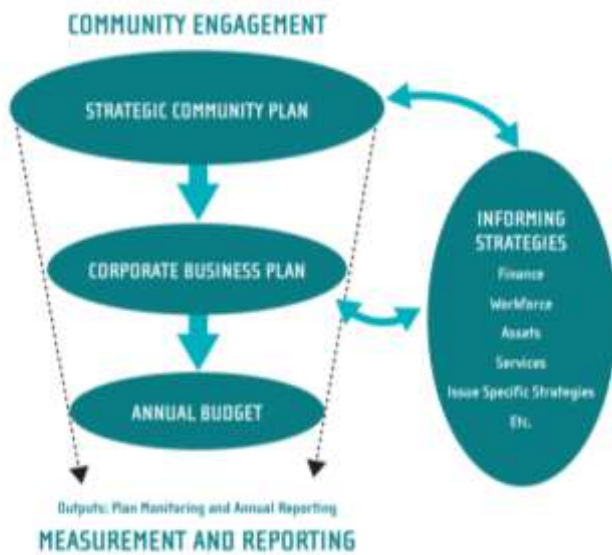 COMMUNITY ENGAGEMENT
STRATEGIC COMMUNITY PLAN
CORPORATE BUSINESS PLAN
ANNUAL BUDGET
INFORMING
STRATEGIES
Finance
Workforce
Assets
Services
Issue Specific Strategies
Etc.
Outputs: Plan Monitoring and Annual Reporting
MEASUREMENT AND REPORTING